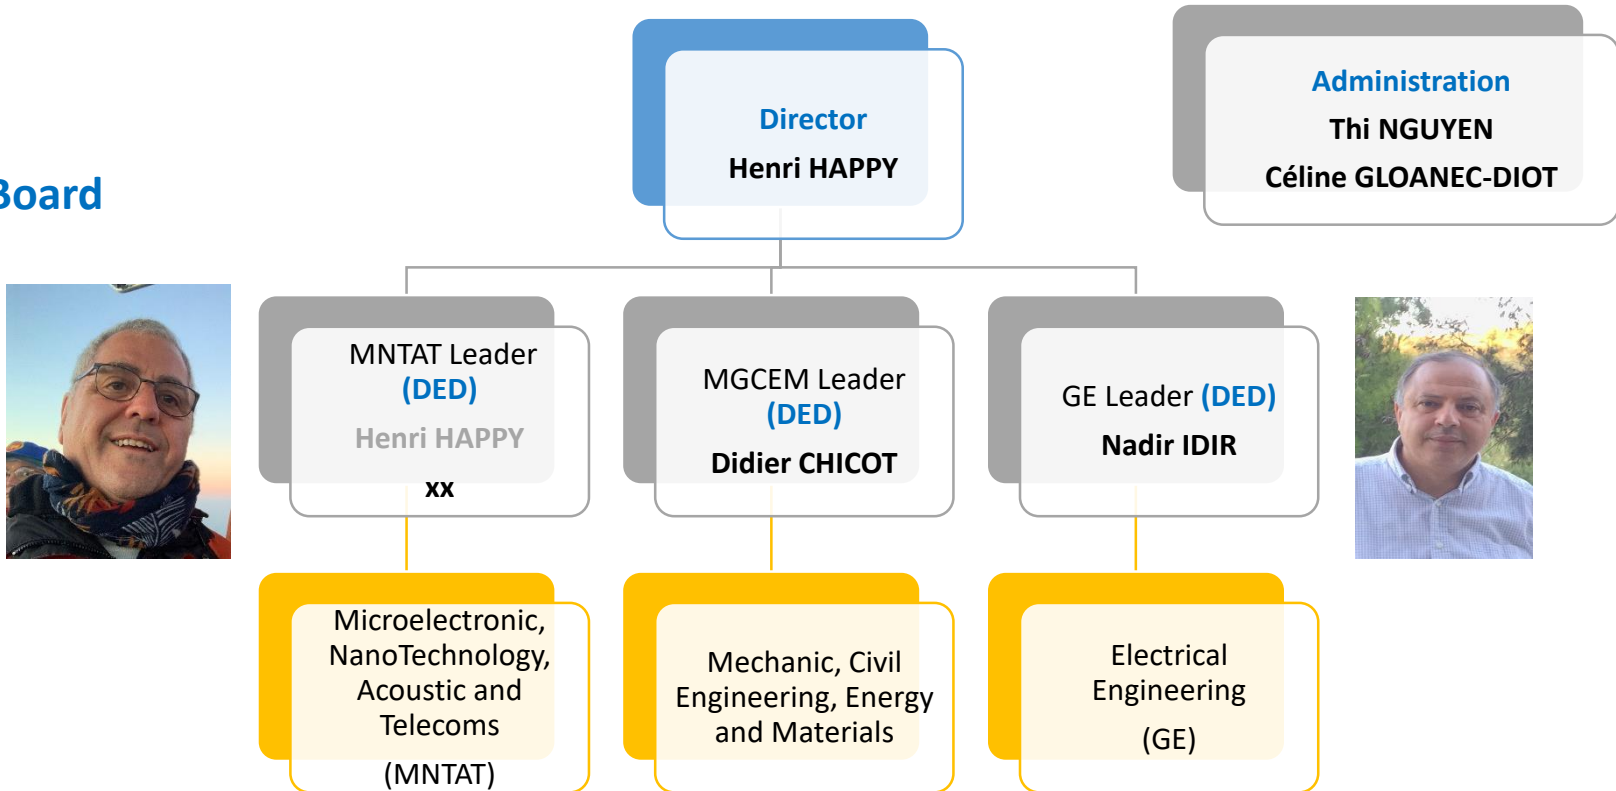 Director
Henri HAPPY
Administration
Thi NGUYEN
Céline GLOANEC-DIOT
Board
MNTAT Leader
(DED)
Henri HAPPY
xx
MGCEM Leader
(DED)
Didier CHICOT
GE Leader (DED)
Nadir IDIR
Microelectronic,
NanoTechnology,
Acoustic and
Telecoms
(MNTAT)
Mechanic, Civil
Engineering, Energy
and Materials
Electrical
Engineering
(GE)